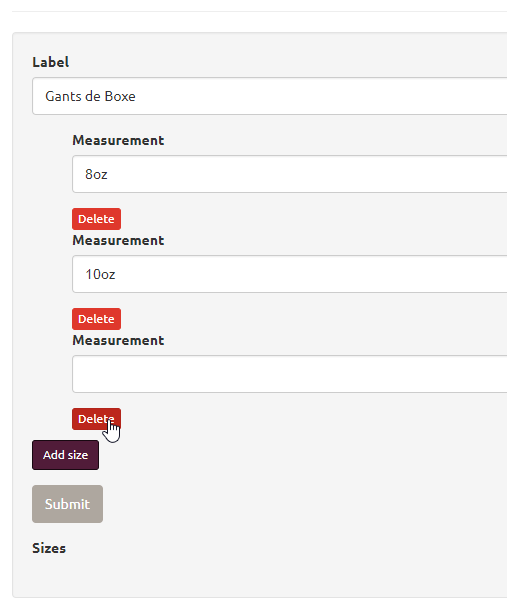 Label
Gants de Boxe
Measurement
8oz
Delete
Measurement
10oz
Delete
Measurement
Delete
Add size
Submit
Sizes